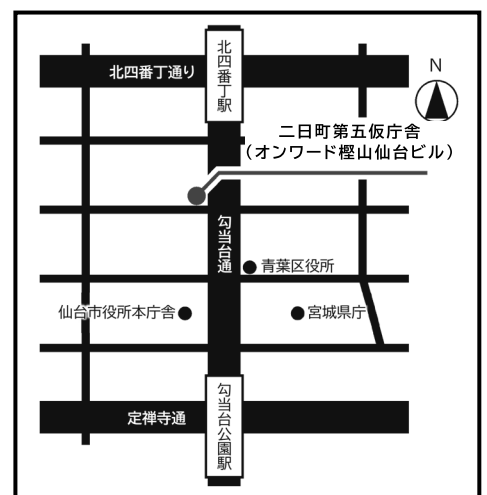 北四番丁駅
北四番丁通り
N
二日町第五仮庁舎
（オンワード樫山仙台ビル）
勾当台通
青葉区役所
仙台市役所本庁舎
宮城県庁
定禅寺通
勾当台公園駅